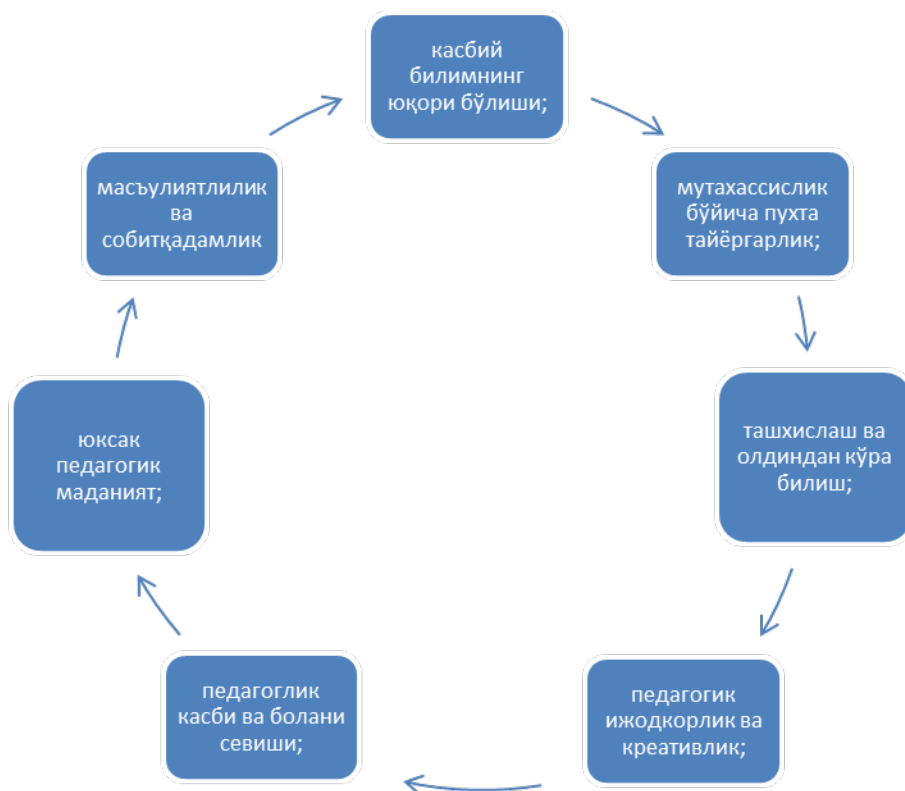 касбий
билимнинг
юқори бўлиши;
мутахассислик
бўйича пухта
тайёргарлик;
ташхислаш ва
олдиндан кўра
билиш;
педагогик
ижодкорлик ва
креативлик;
педагоглик
касби ва болани
севиши;
юксак
педагогик
маданият;
масъулиятлилик
ва
собитқадамлик